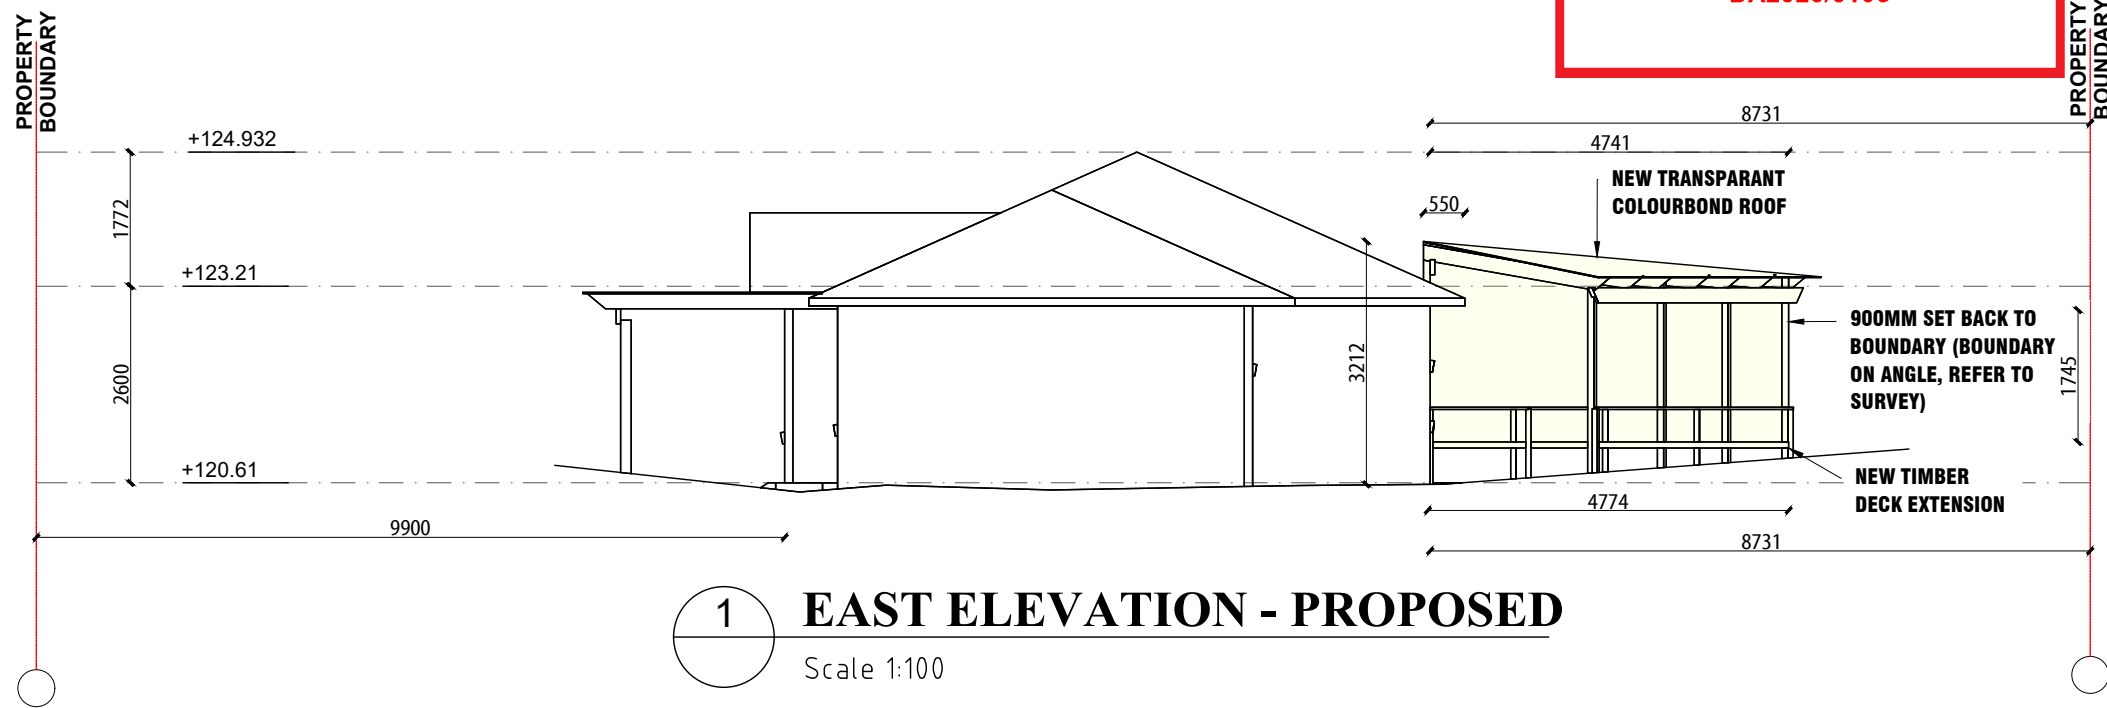 PROPERTY
BOUNDARY
PROPERTY
BOUNDARY
8731
+124.932
4741
NEW TRANSPARANT
COLOURBOND ROOF
550
1772
+123.21
900MM SET BACK TO
BOUNDARY (BOUNDARY
ON ANGLE, REFER TO
SURVEY)
3212
1745
2600
+120.61
NEW TIMBER
DECK EXTENSION
4774
9900
8731
1
EAST ELEVATION - PROPOSED
Scale 1:100